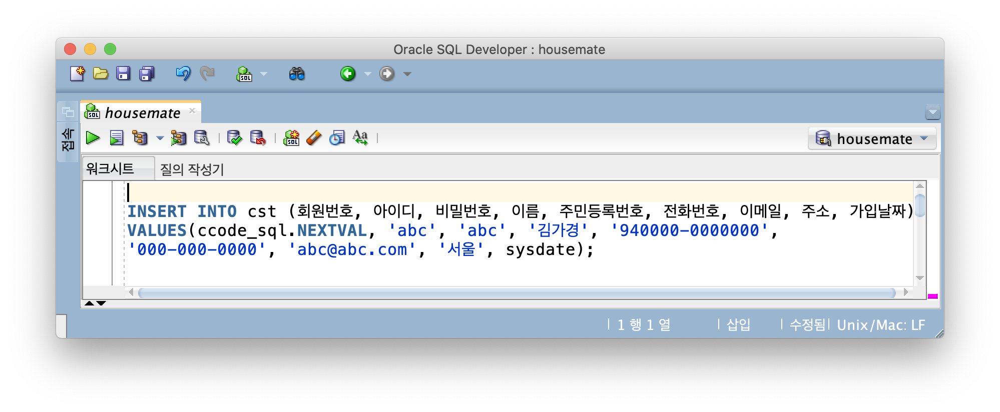 Oracle SQL Developer : housemate
housemate
접속
housemate
워크시트 질의 작성기
INSERT INTO cst (회원번호, 아이디, 비밀번호, 이름, 주민등록번호, 전화번호, 이메일, 주소, 가입날짜)
VALUES(ccode_sql.NEXTVAL, 'abc', 'abc', '김가경', '940000-0000000',
'000-000-0000', 'abc@abc.com', '서울', sysdate);
1 행 1 열 | 삽입 | 수정됨 | Unix/Mac: LF